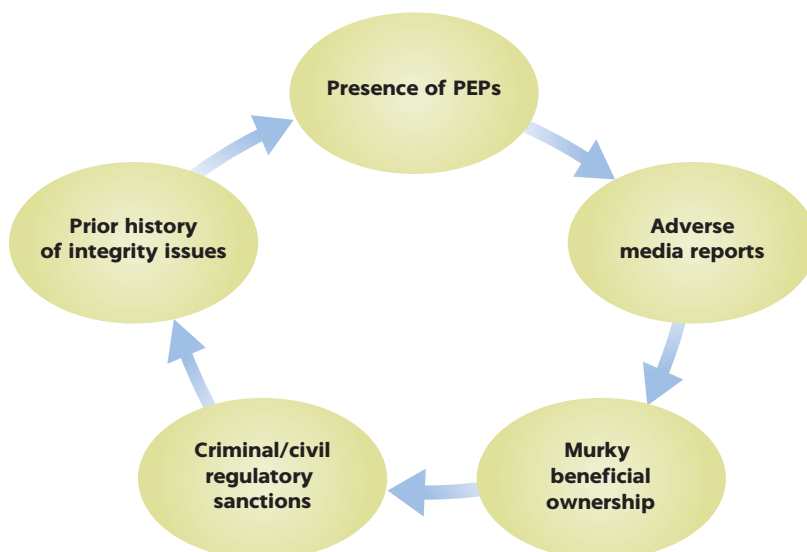 Presence of PEPs
Adverse
media reports
Murky
beneficial
ownership
Criminal/civil
regulatory
sanctions
Prior history
of integrity issues